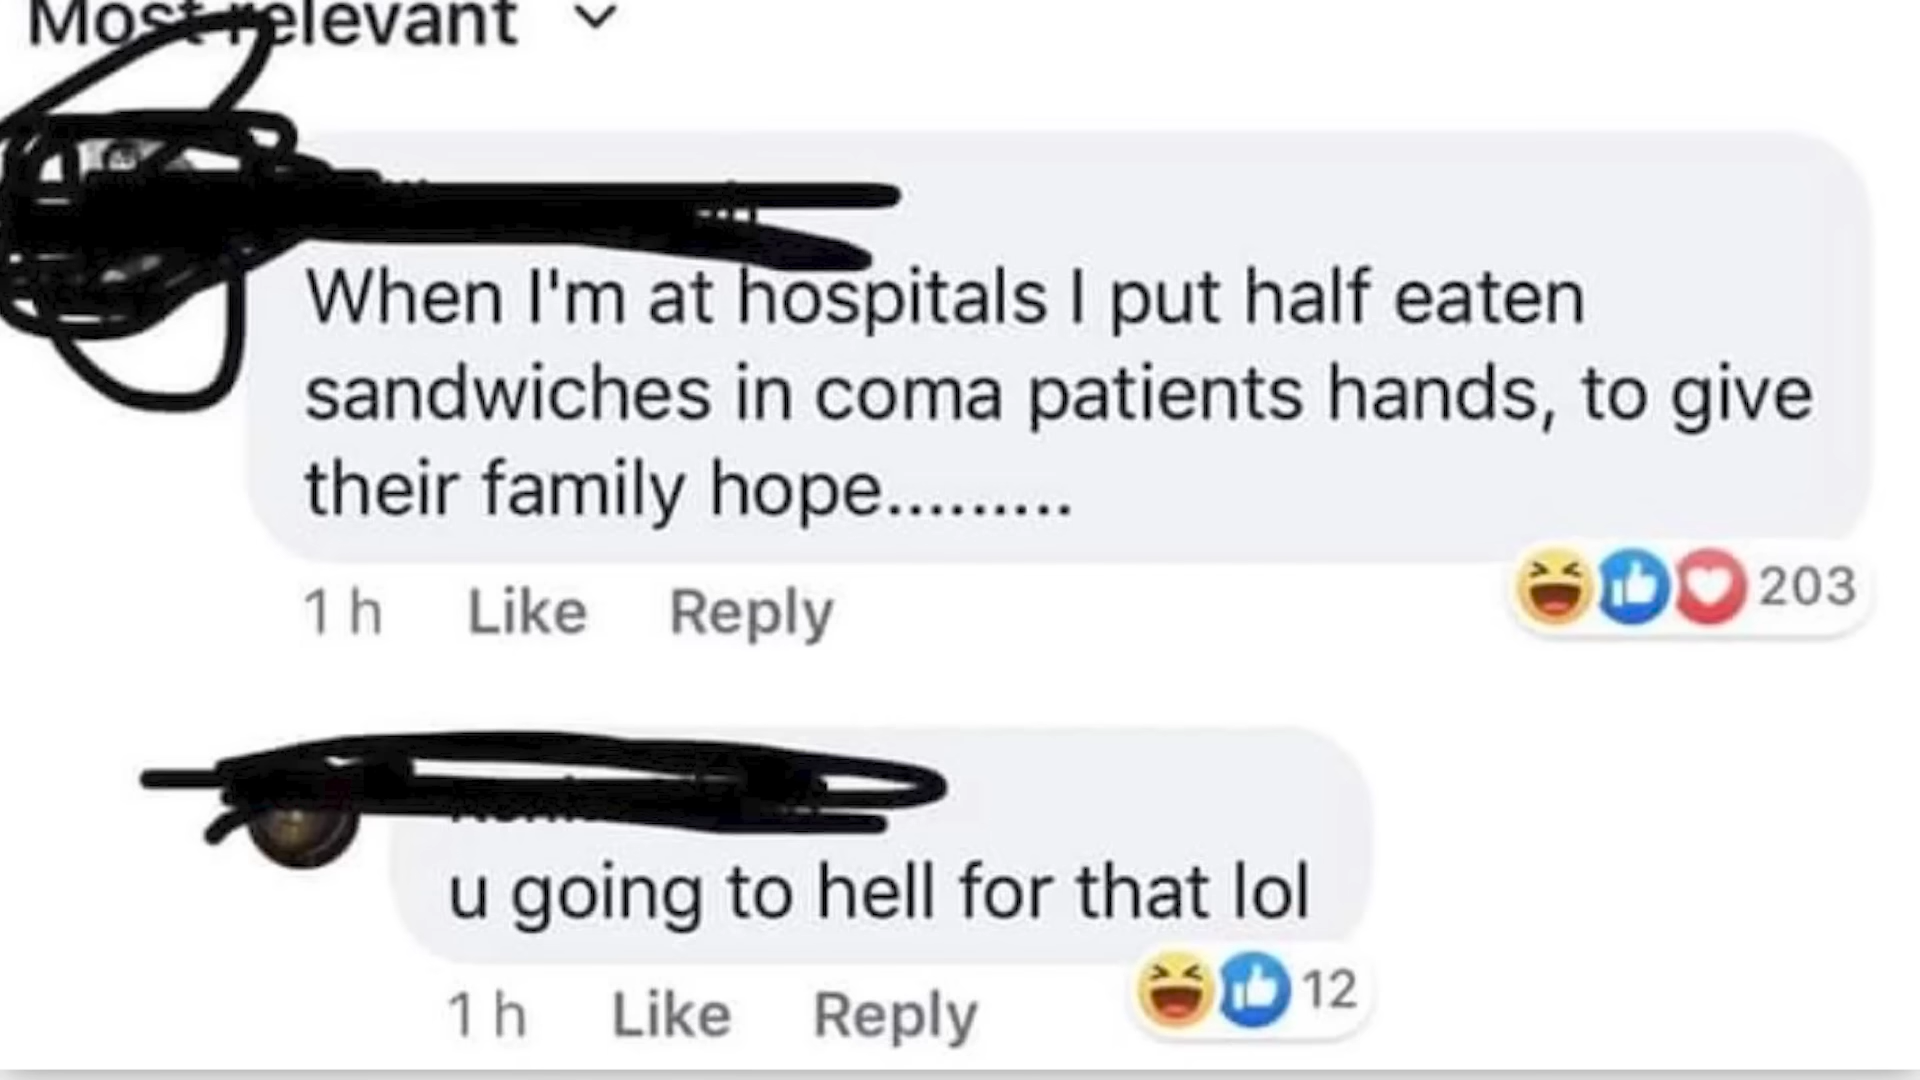 Most relevant
When I'm at hospitals I put half eaten
sandwiches in coma patients hands, to give
their family hope.........
1 h Like Reply
203
u going to hell for that lol
1 h Like Reply
12